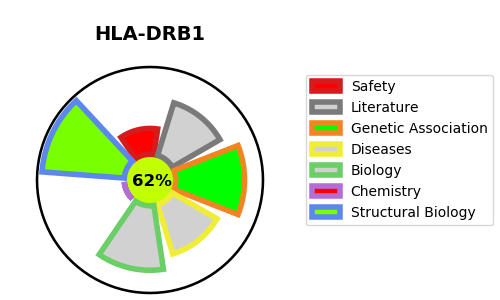 HLA-DRB1
62%
Safety
Literature
Genetic Association
Diseases
Biology
Chemistry
Structural Biology